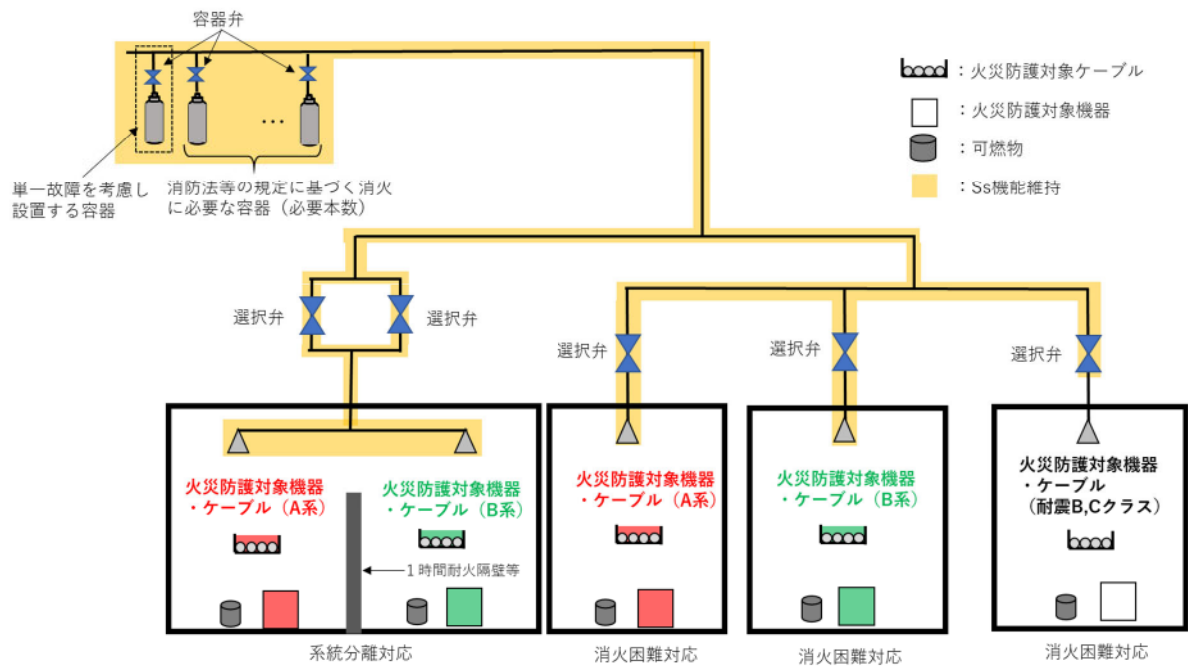 容器弁
…
単一故障を考慮し
設置する容器
消防法等の規定に基づく消火
に必要な容器（必要本数）
：火災防護対象ケーブル
：火災防護対象機器
：可燃物
：Ss機能維持
選択弁
選択弁
選択弁
選択弁
選択弁
火災防護対象機器
・ケーブル（A系）
火災防護対象機器
・ケーブル（B系）
１時間耐火隔壁等
系統分離対応
火災防護対象機器
・ケーブル（A系）
消火困難対応
火災防護対象機器
・ケーブル（B系）
消火困難対応
火災防護対象機器
・ケーブル
（耐震B,Cクラス）
消火困難対応